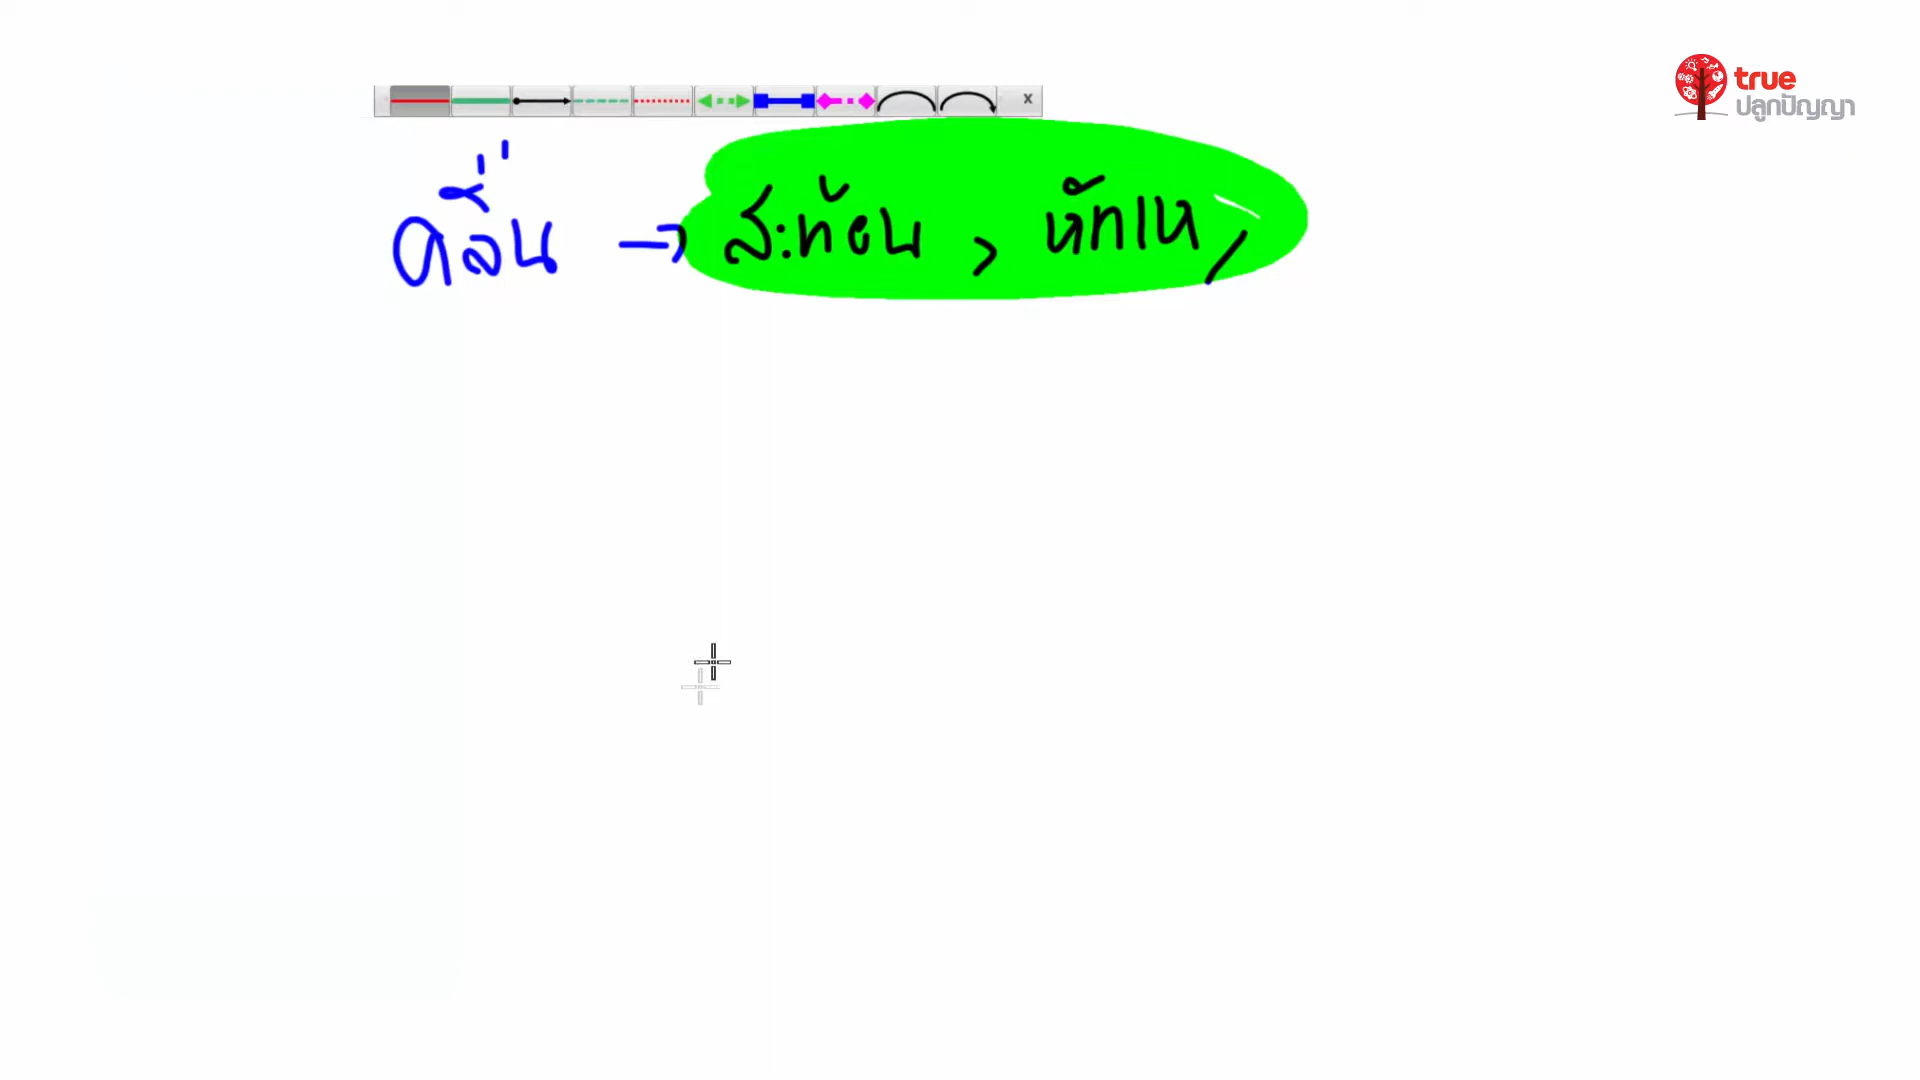 true
ปลูกปัญญา
คลื่น → สะท้อน , หักเห ,